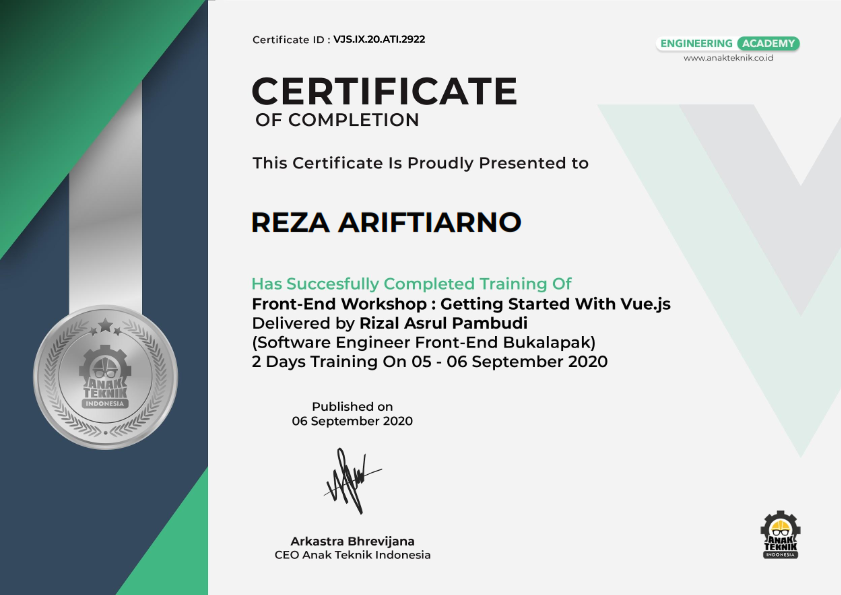 Certificate ID : VJS.IX.20.ATI.2922
ENGINEERING ACADEMY
www.anakteknik.co.id
CERTIFICATE
OF COMPLETION
This Certificate Is Proudly Presented to
REZA ARIFTIARNO
Has Succesfully Completed Training Of
Front-End Workshop : Getting Started With Vue.js
Delivered by Rizal Asrul Pambudi
(Software Engineer Front-End Bukalapak)
2 Days Training On 05 - 06 September 2020
Published on
06 September 2020
Arkastra Bhrevijana
CEO Anak Teknik Indonesia
ANAK
TEKNIK
INDONESIA
ANAK
TEKNIK
INDONESIA